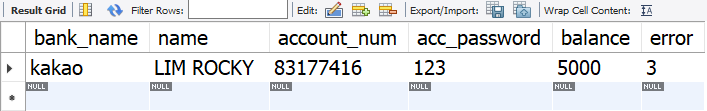 Result Grid Filter Rows: Edit: Export/Import: Wrap Cell Content: IA
bank_name name account_num acc_password balance error
kakao LIM ROCKY 83177416 123 5000 3
NULL NULL NULL NULL NULL NULL